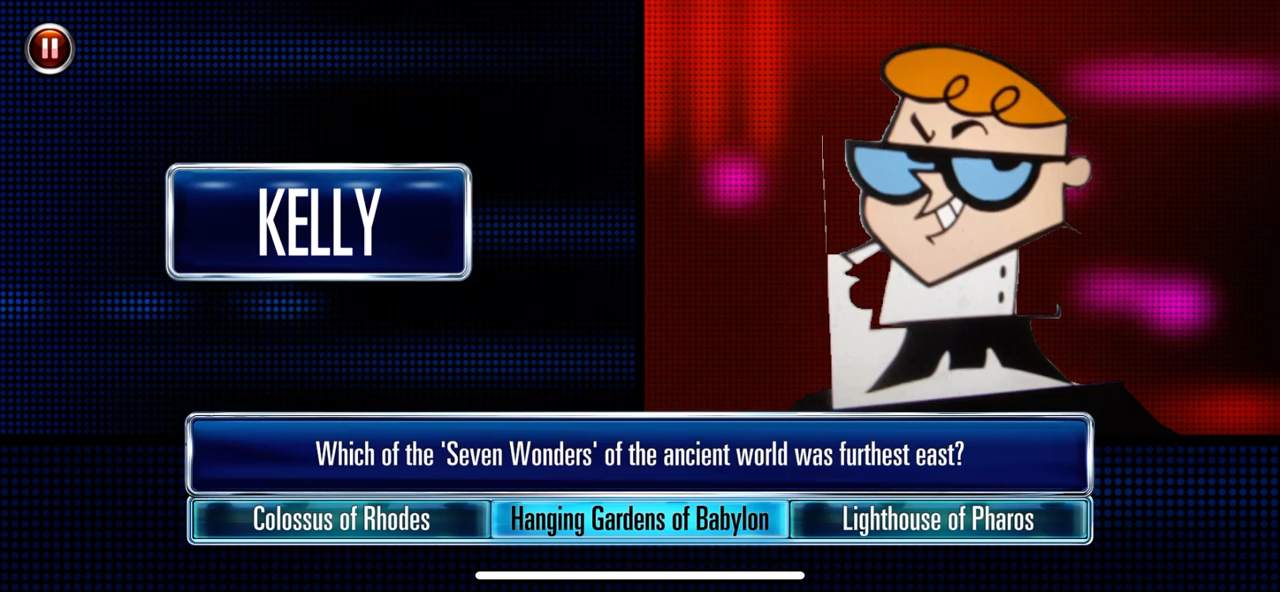 KELLY
Which of the 'Seven Wonders' of the ancient world was furthest east?
Colossus of Rhodes
Hanging Gardens of Babylon
Lighthouse of Pharos